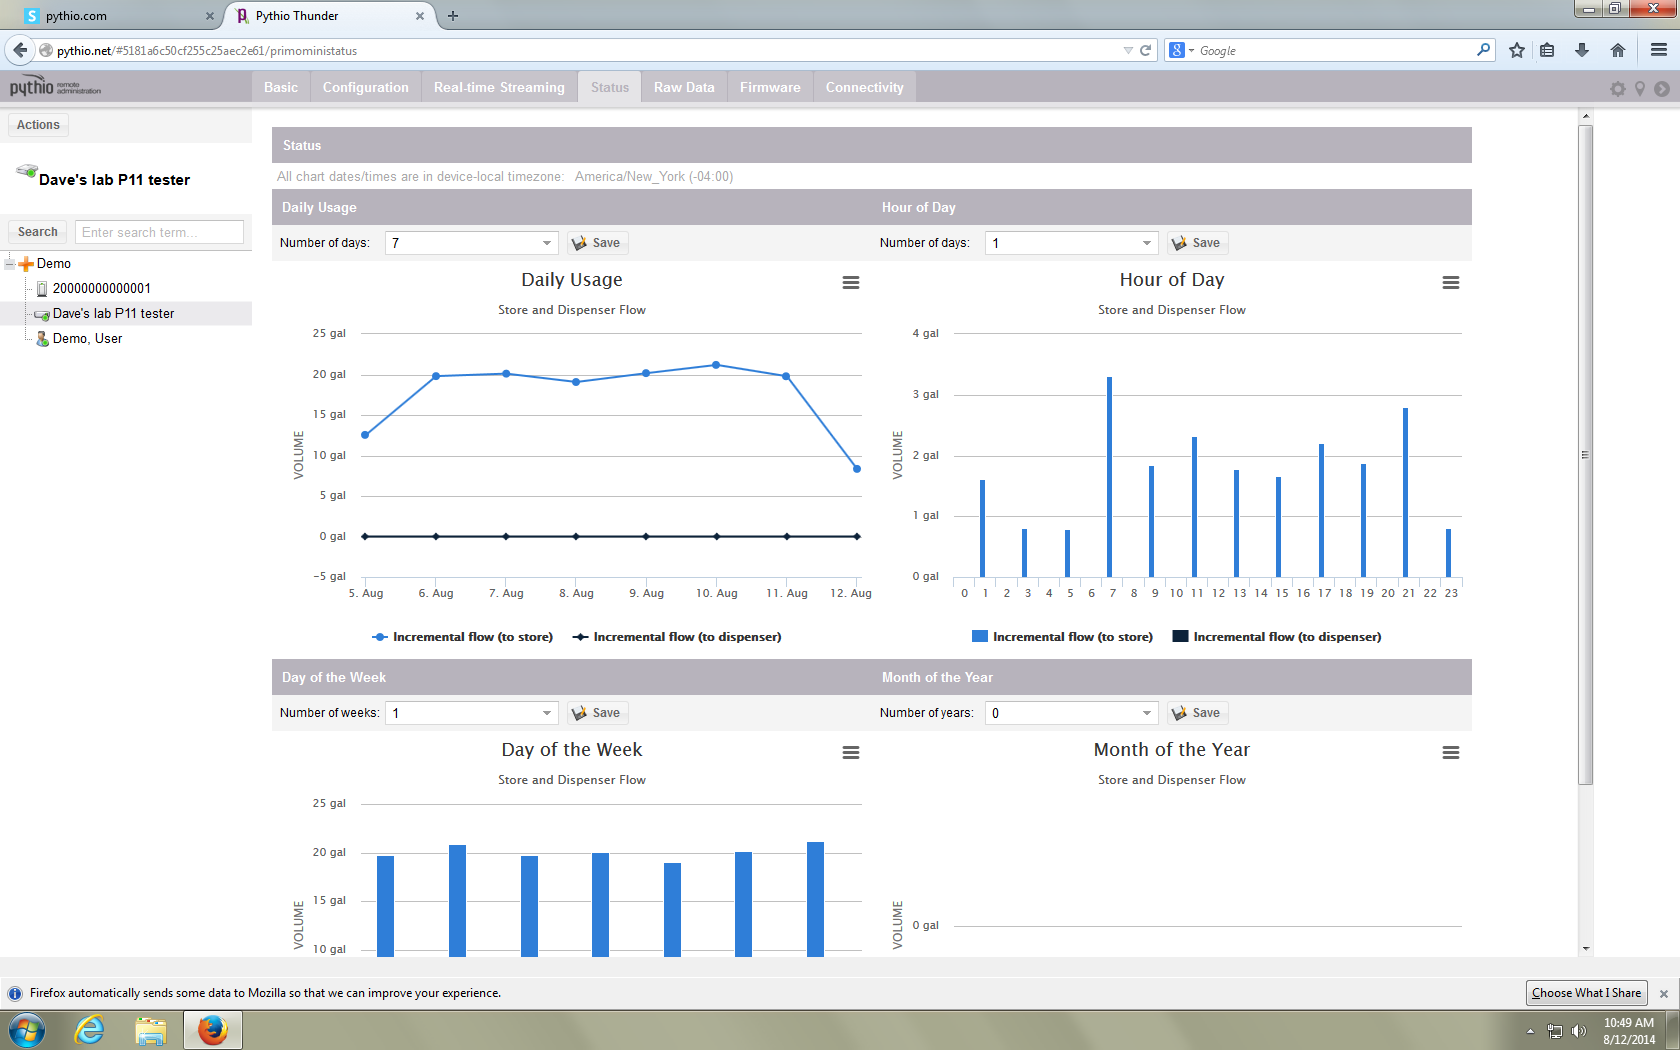 pythio.com
Pythio Thunder
pythio.net/#5181a6c50cf255c25aec2e61/primoministatus
Google
pythio remote administration
Basic
Configuration
Real-time Streaming
Status
Raw Data
Firmware
Connectivity
Actions
Dave's lab P11 tester
Search
Enter search term...
Demo
20000000000001
Dave's lab P11 tester
Demo, User
Status
All chart dates/times are in device-local timezone: America/New_York (-04:00)
Daily Usage
Number of days: 7 Save
Daily Usage
Store and Dispenser Flow
25 gal
20 gal
15 gal
10 gal
5 gal
0 gal
−5 gal
VOLUME
5. Aug 6. Aug 7. Aug 8. Aug 9. Aug 10. Aug 11. Aug 12. Aug
Incremental flow (to store) Incremental flow (to dispenser)
Hour of Day
Number of days: 1 Save
Hour of Day
Store and Dispenser Flow
4 gal
3 gal
2 gal
1 gal
0 gal
VOLUME
0 1 2 3 4 5 6 7 8 9 10 11 12 13 14 15 16 17 18 19 20 21 22 23
Incremental flow (to store) Incremental flow (to dispenser)
Day of the Week
Number of weeks: 1 Save
Day of the Week
Store and Dispenser Flow
25 gal
20 gal
15 gal
10 gal
VOLUME
Month of the Year
Number of years: 0 Save
Month of the Year
Store and Dispenser Flow
0 gal
VOLUME
Firefox automatically sends some data to Mozilla so that we can improve your experience.
Choose What I Share
10:49 AM
8/12/2014